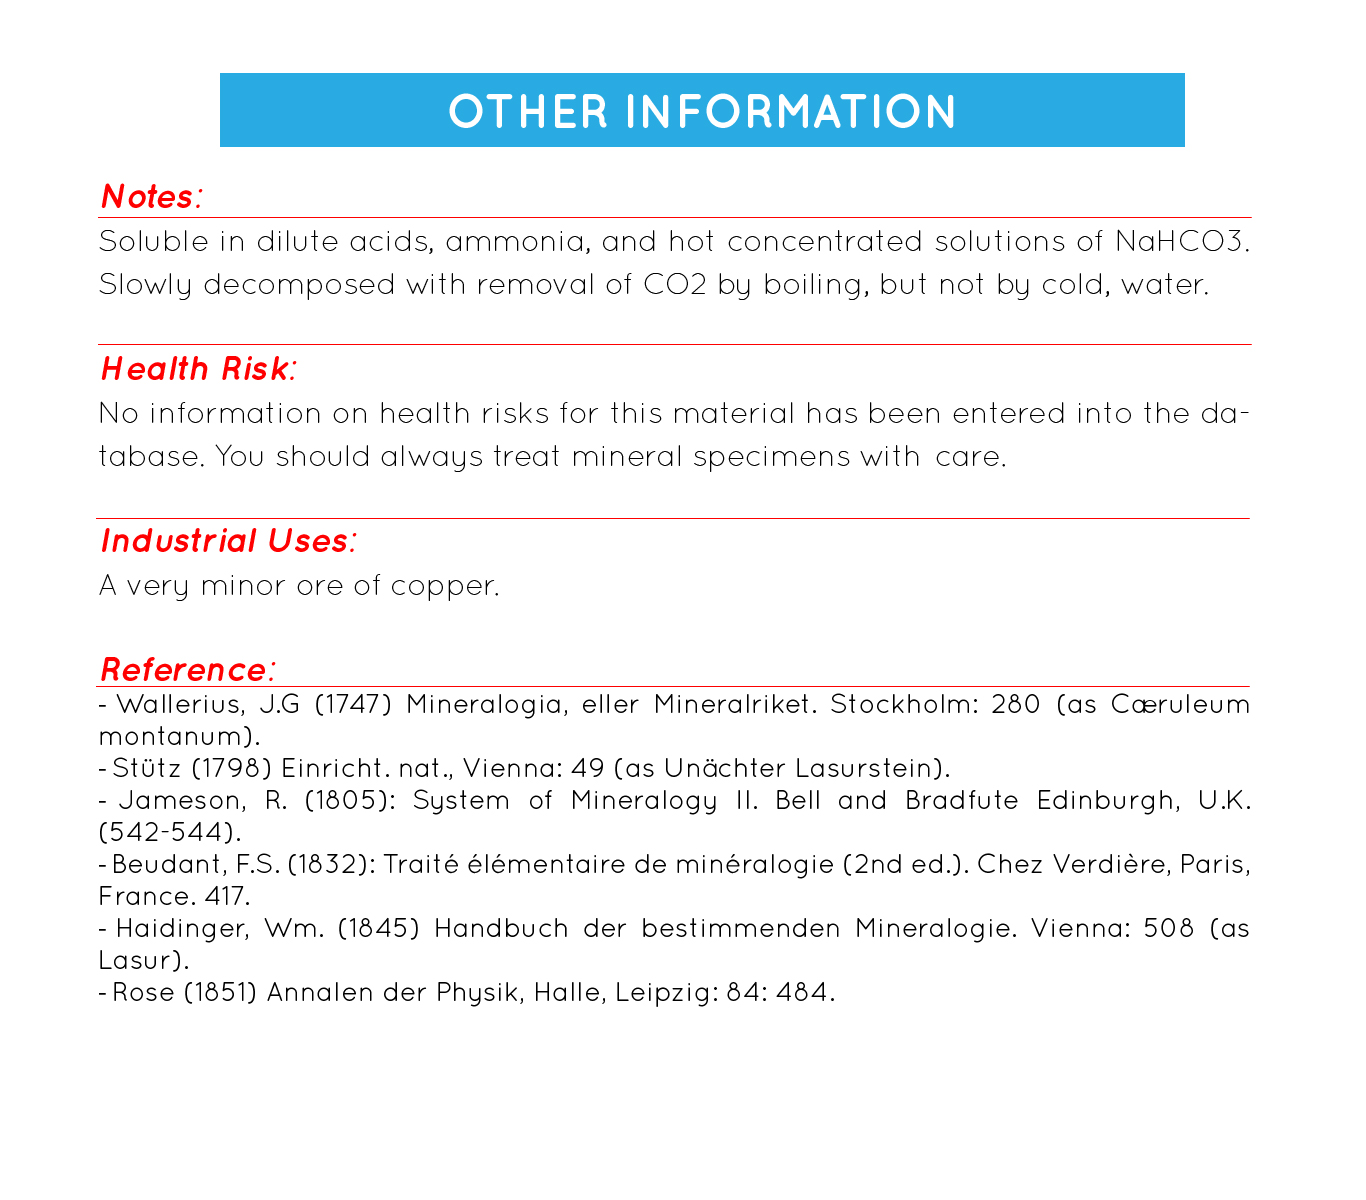 OTHER INFORMATION
Notes:
Soluble in dilute acids, ammonia, and hot concentrated solutions of NaHCO3.
Slowly decomposed with removal of CO2 by boiling, but not by cold, water.
Health Risk:
No information on health risks for this material has been entered into the da-
tabase. You should always treat mineral specimens with care.
Industrial Uses:
A very minor ore of copper.
Reference:
- Wallerius, J.G (1747) Mineralogia, eller Mineralriket. Stockholm: 280 (as Cæruleum
montanum).
- Stütz (1798) Einricht. nat., Vienna: 49 (as Unächter Lasurstein).
- Jameson, R. (1805): System of Mineralogy II. Bell and Bradfute Edinburgh, U.K.
(542-544).
- Beudant, F.S. (1832): Traité élémentaire de minéralogie (2nd ed.). Chez Verdière, Paris,
France. 417.
- Haidinger, Wm. (1845) Handbuch der bestimmenden Mineralogie. Vienna: 508 (as
Lasur).
- Rose (1851) Annalen der Physik, Halle, Leipzig: 84: 484.